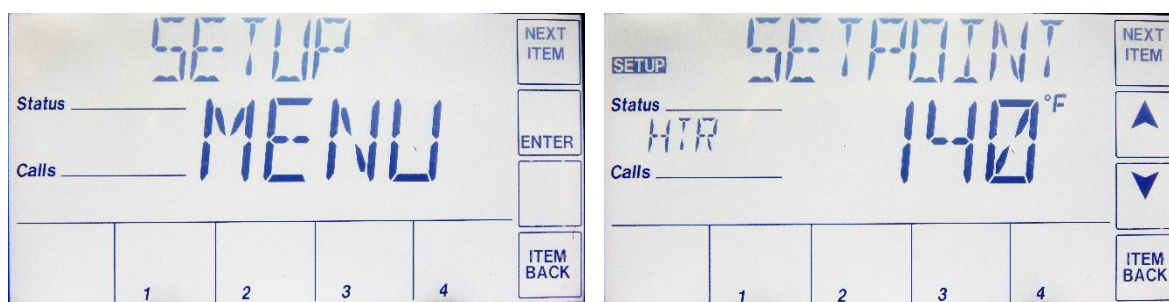 SETUP
NEXT
ITEM
Status
MENU
ENTER
Calls
ITEM
BACK
1 2 3 4
SETPOINT
NEXT
ITEM
SETUP
Status
140 °F
HTR
Calls
ITEM
BACK
1 2 3 4